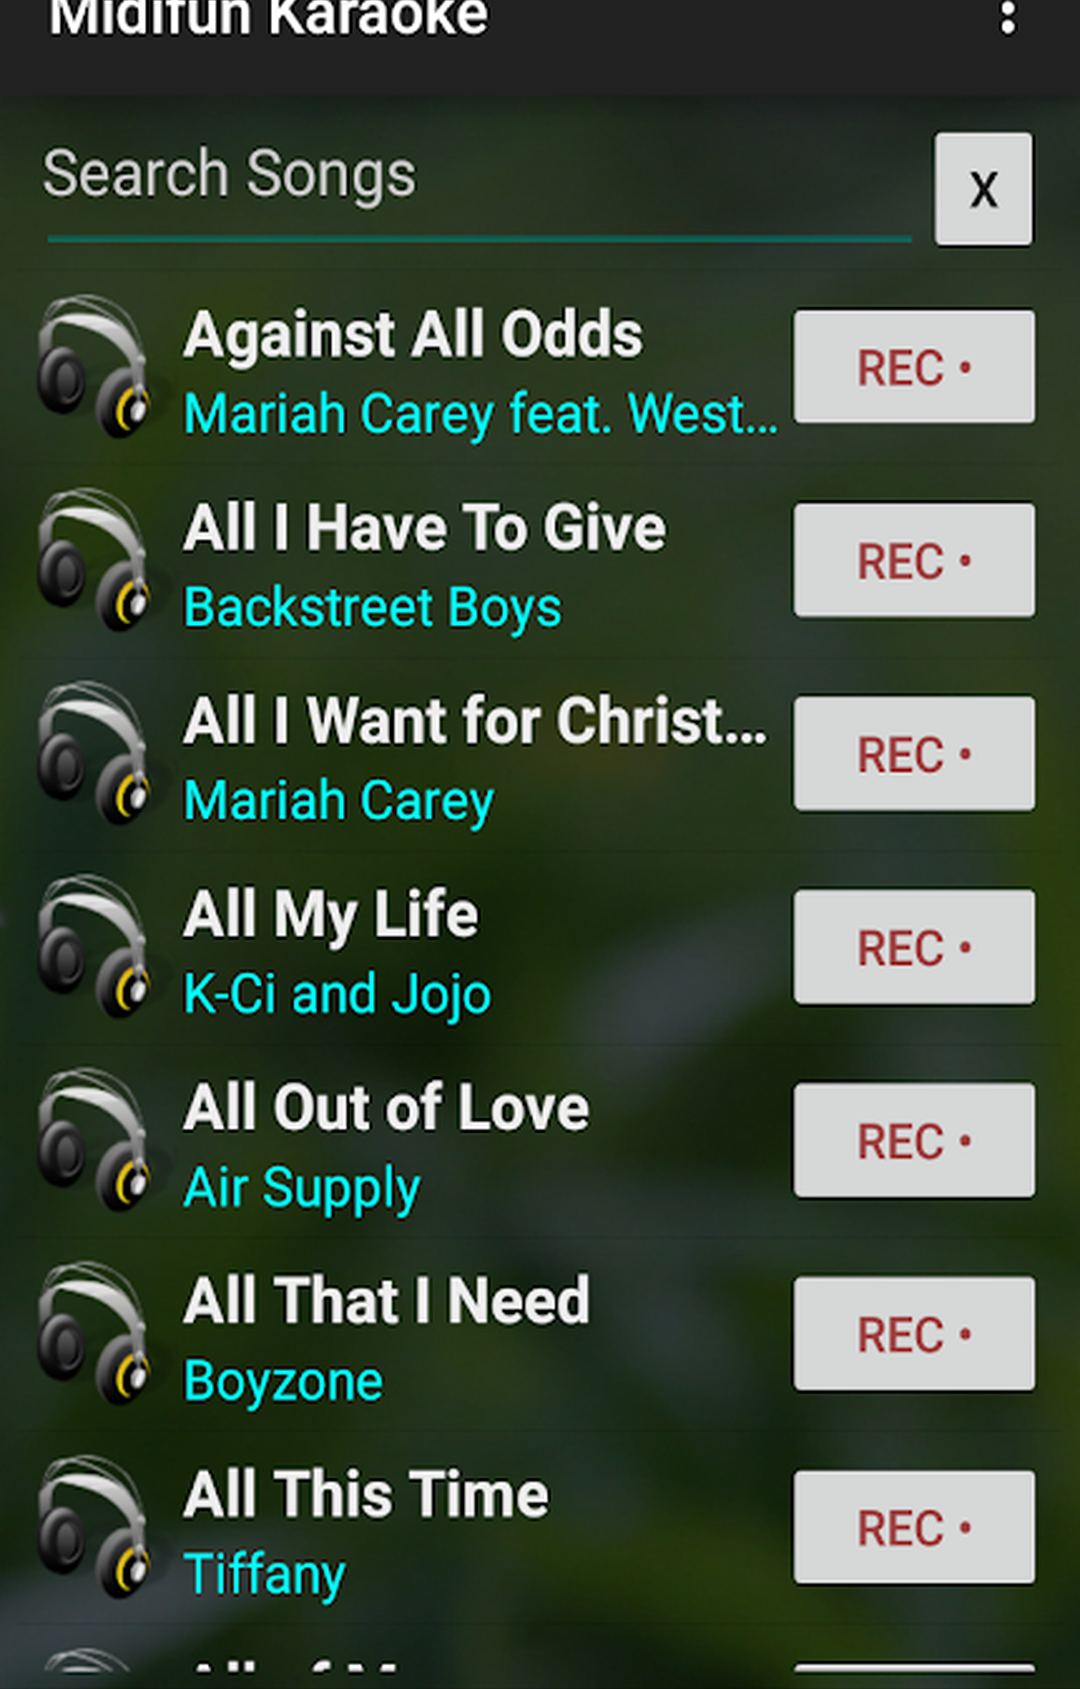 Midifun Karaoke
Search Songs
X
Against All Odds
Mariah Carey feat. West...
REC •
All I Have To Give
Backstreet Boys
REC •
All I Want for Christ...
Mariah Carey
REC •
All My Life
K-Ci and Jojo
REC •
All Out of Love
Air Supply
REC •
All That I Need
Boyzone
REC •
All This Time
Tiffany
REC •
All of